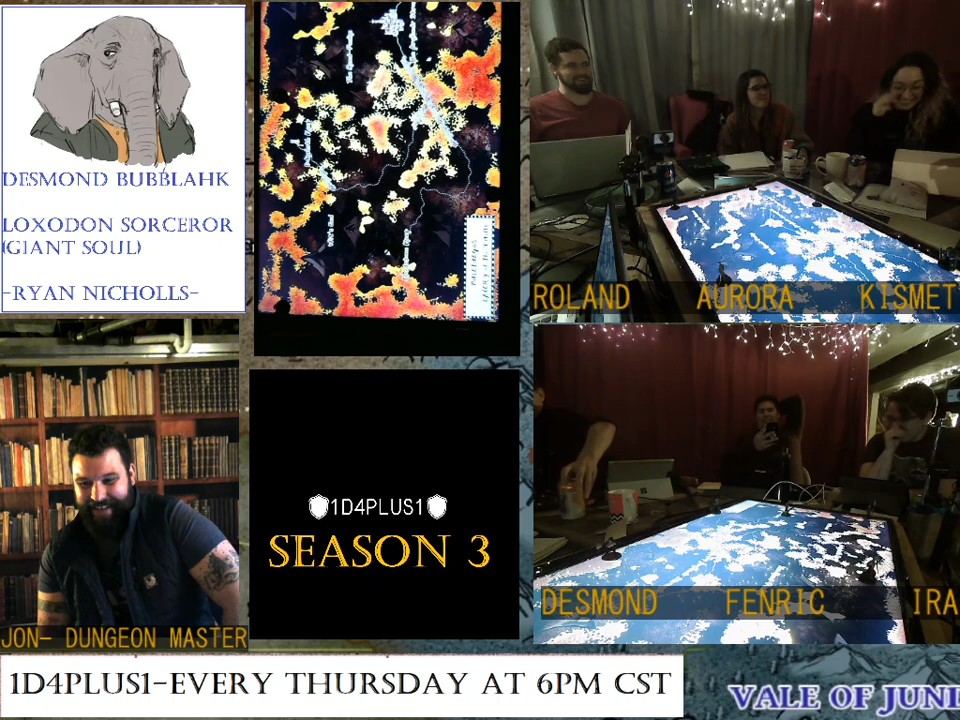 DESMOND BUBBLAHK
LOXODON SORCEROR
(GIANT SOUL)
-RYAN NICHOLLS-
ROLAND AURORA KISMET
1D4PLUS1
SEASON 3
DESMOND FENRIC IRA
JON- DUNGEON MASTER
1D4PLUS1-EVERY THURSDAY AT 6PM CST
VALE OF JUNE